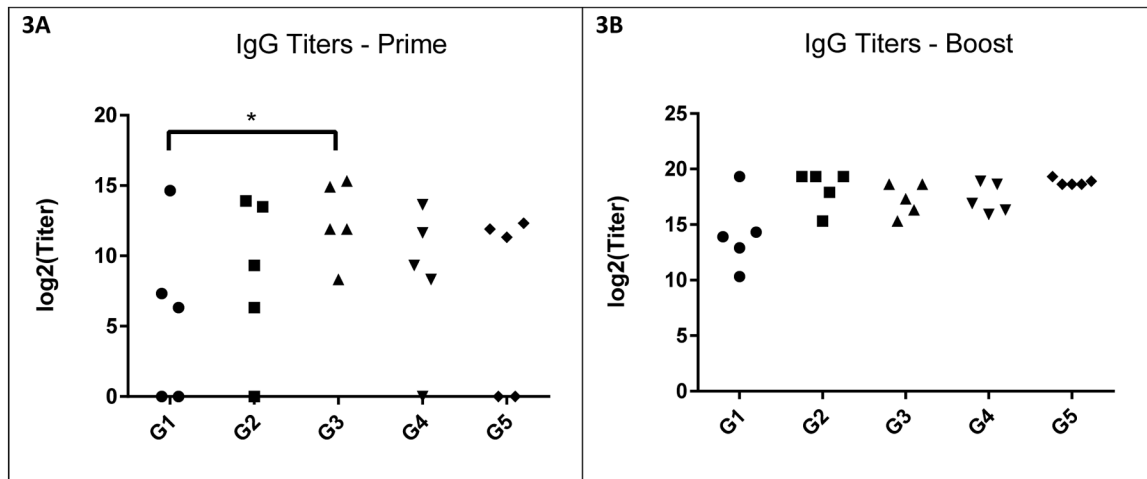 3A
IgG Titers - Prime
*
20
15
10
5
0
log2(Titer)
G1
G2
G3
G4
G5
3B
IgG Titers - Boost
25
20
15
10
5
0
log2(Titer)
G1
G2
G3
G4
G5